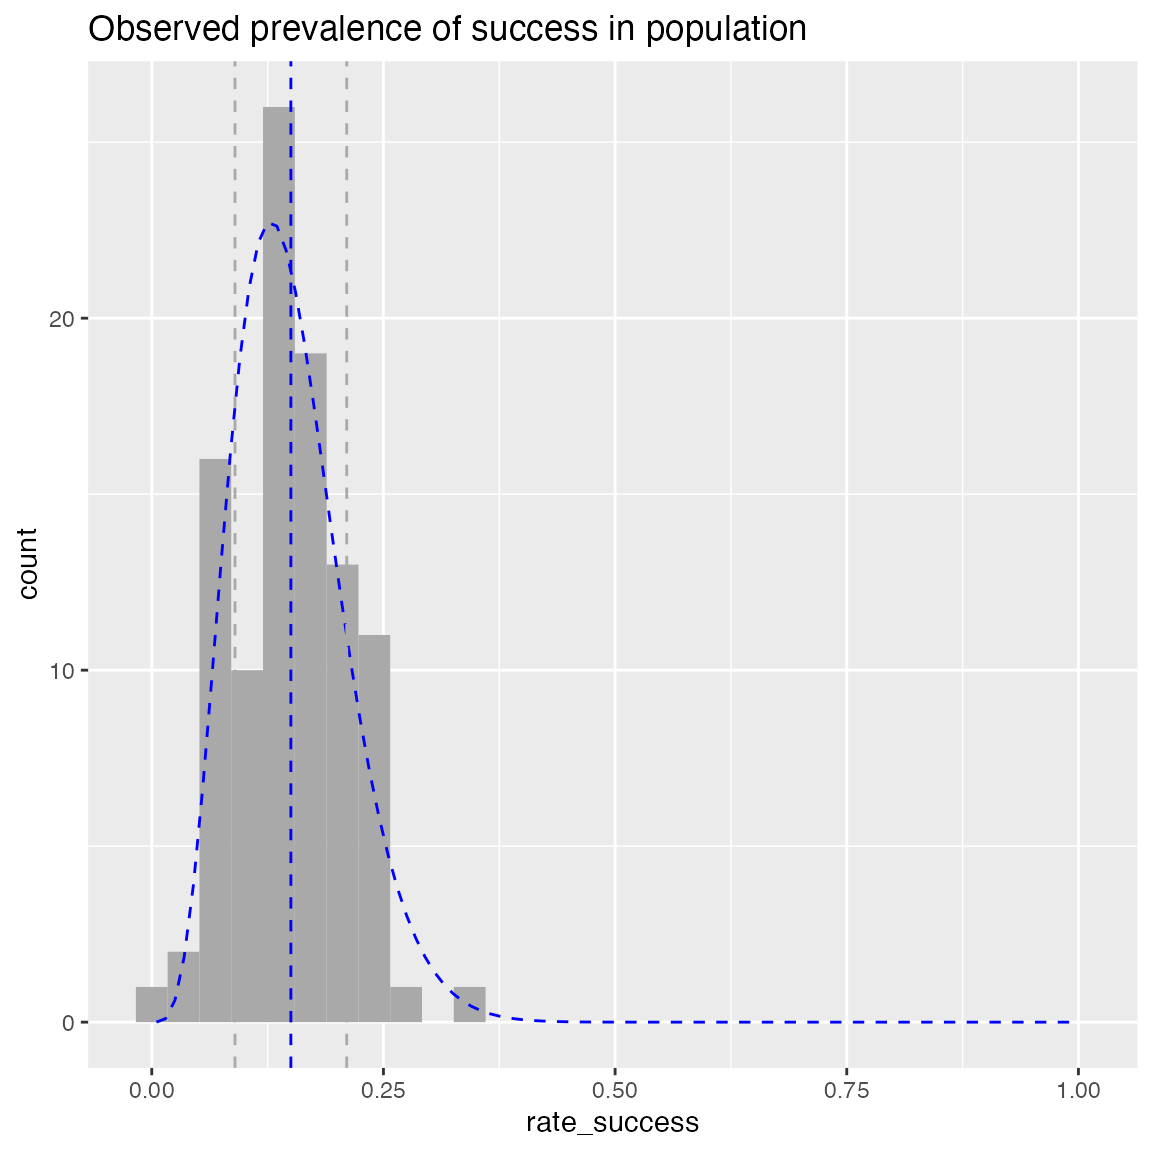 Observed prevalence of success in population
count
20
10
0
0.00 0.25 0.50 0.75 1.00
rate_success